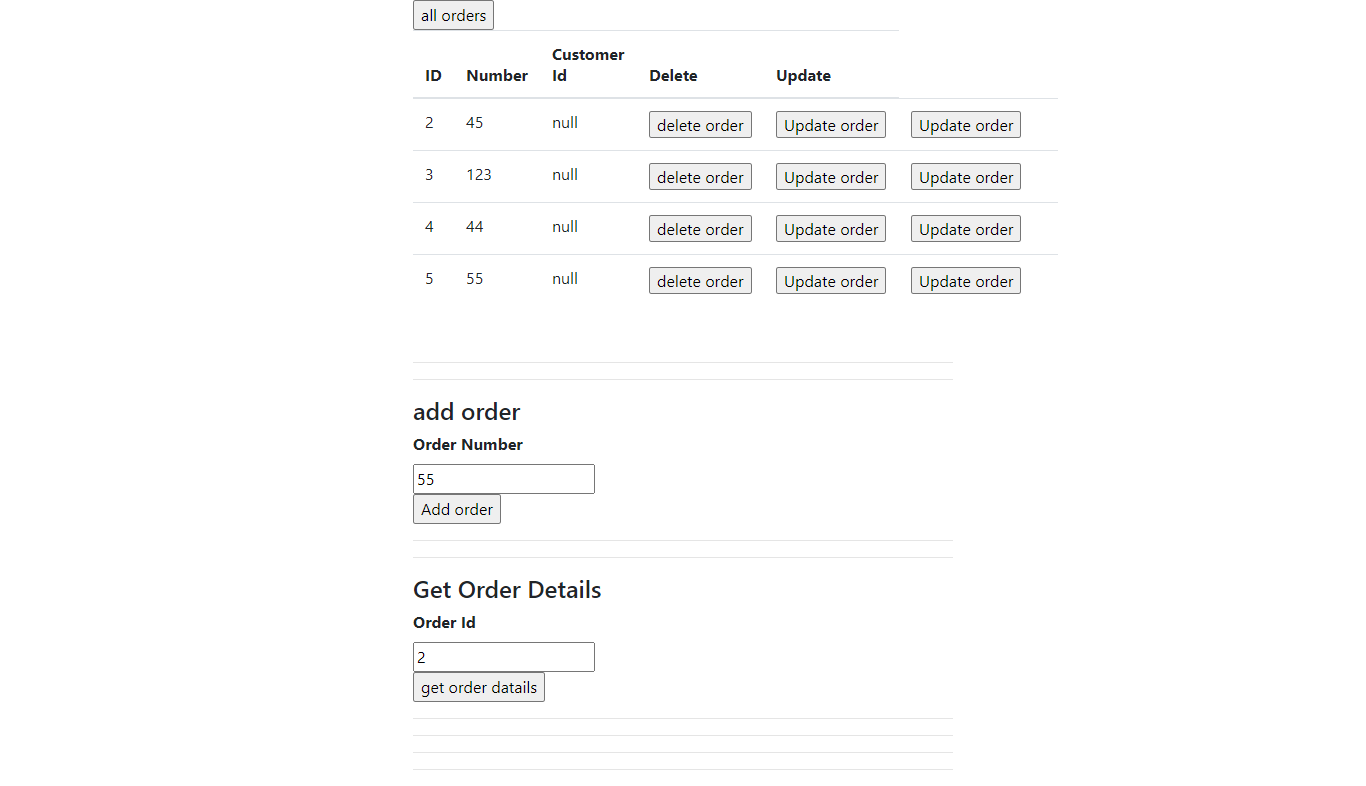 all orders
ID Number Customer Id Delete Update
2 45 null delete order Update order Update order
3 123 null delete order Update order Update order
4 44 null delete order Update order Update order
5 55 null delete order Update order Update order
add order
Order Number
55
Add order
Get Order Details
Order Id
2
get order datails